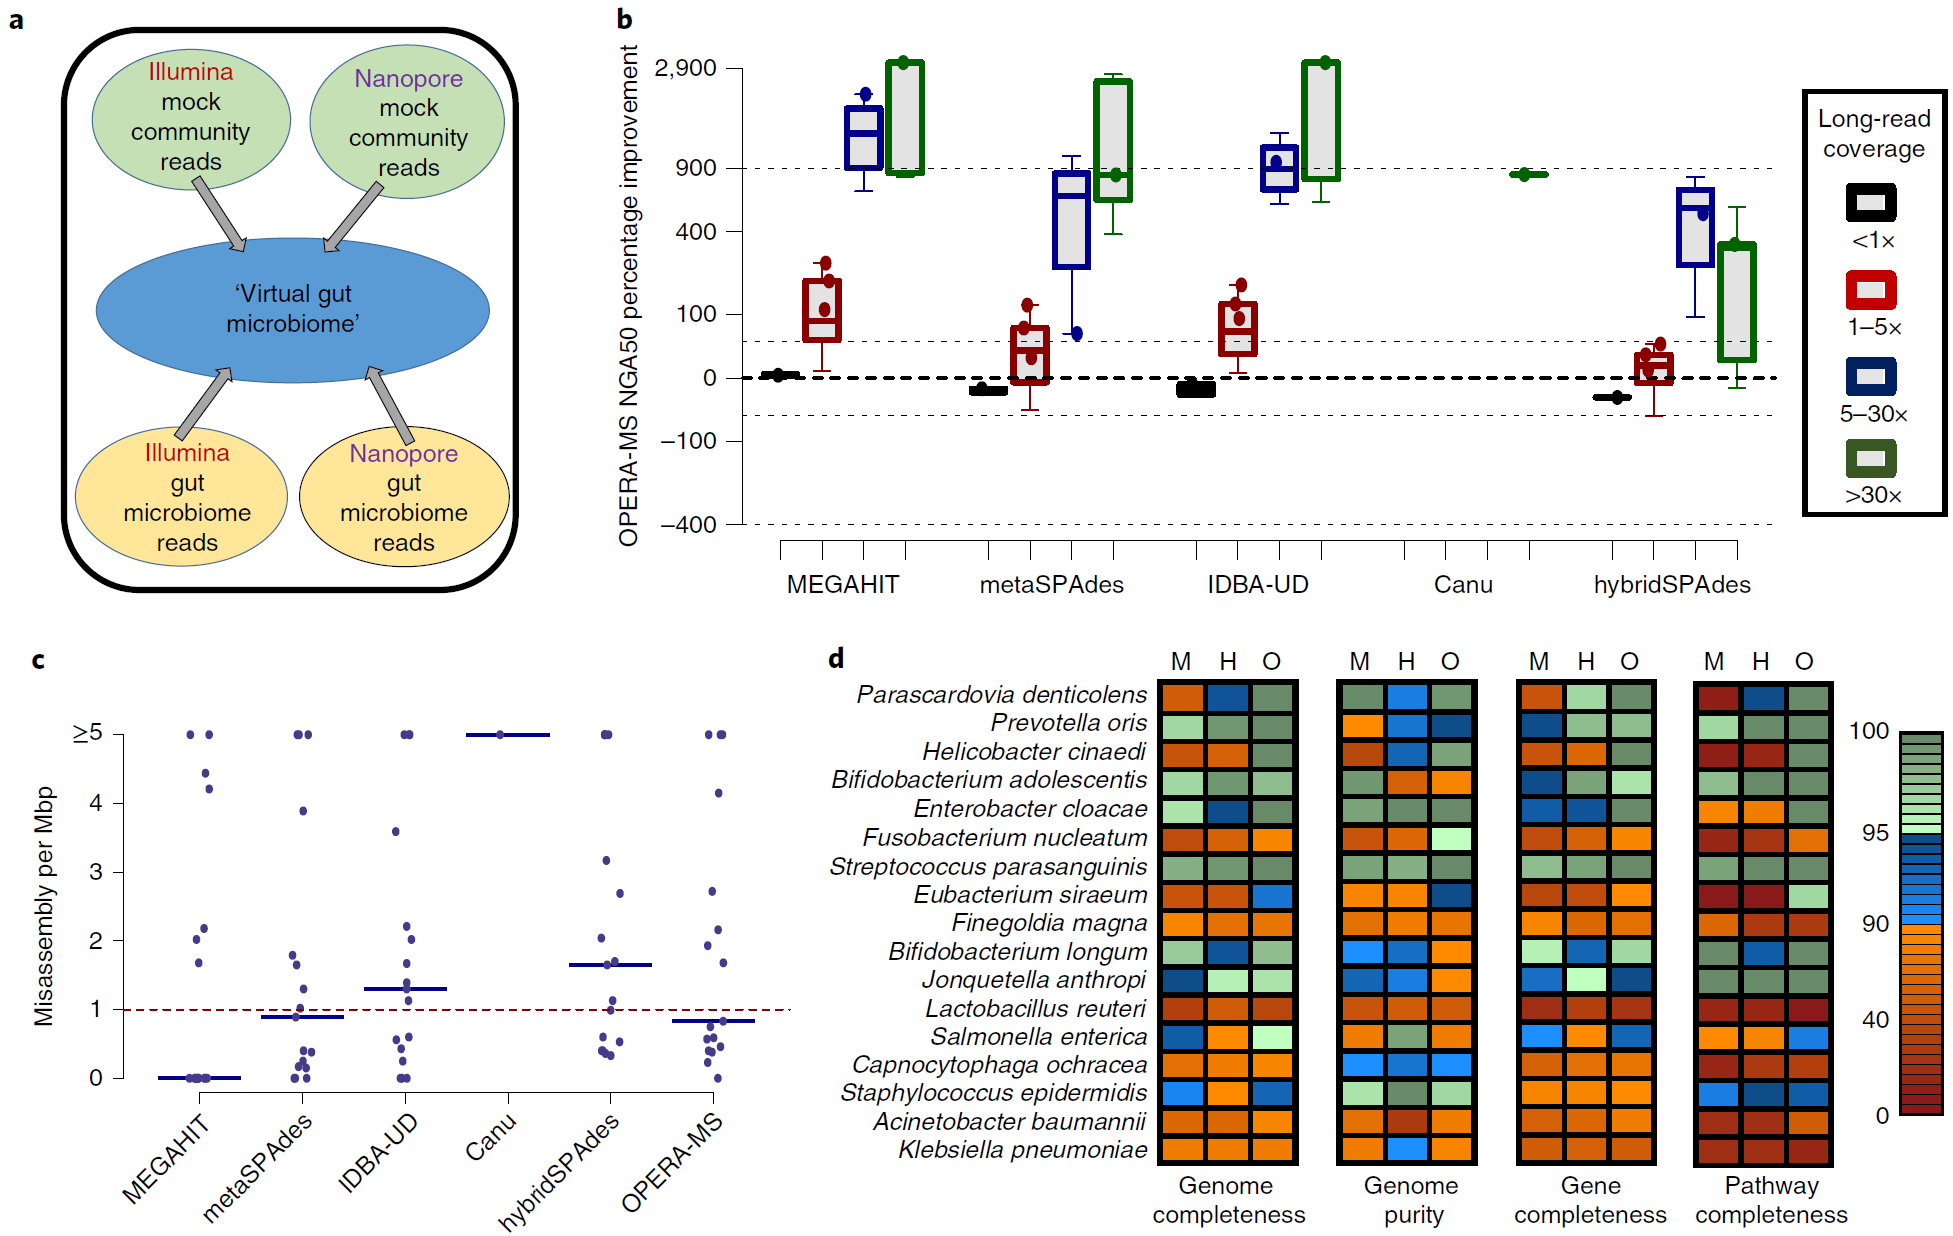 a
Illumina
mock
community
reads
Nanopore
mock
community
reads
‘Virtual gut
microbiome’
Illumina
gut
microbiome
reads
Nanopore
gut
microbiome
reads
b
OPERA-MS NGA50 percentage improvement
2,900
900
400
100
0
−100
−400
MEGAHIT
metaSPAdes
IDBA-UD
Canu
hybridSPAdes
Long-read
coverage
<1×
1–5×
5–30×
>30×
c
Misassembly per Mbp
≥5
4
3
2
1
0
MEGAHIT
metaSPAdes
IDBA-UD
Canu
hybridSPAdes
OPERA-MS
d
M H O M H O M H O M H O
Parascardovia denticolens
Prevotella oris
Helicobacter cinaedi
Bifidobacterium adolescentis
Enterobacter cloacae
Fusobacterium nucleatum
Streptococcus parasanguinis
Eubacterium siraeum
Finegoldia magna
Bifidobacterium longum
Jonquetella anthropi
Lactobacillus reuteri
Salmonella enterica
Capnocytophaga ochracea
Staphylococcus epidermidis
Acinetobacter baumannii
Klebsiella pneumoniae
Genome
completeness
Genome
purity
Gene
completeness
Pathway
completeness
100
95
90
40
0